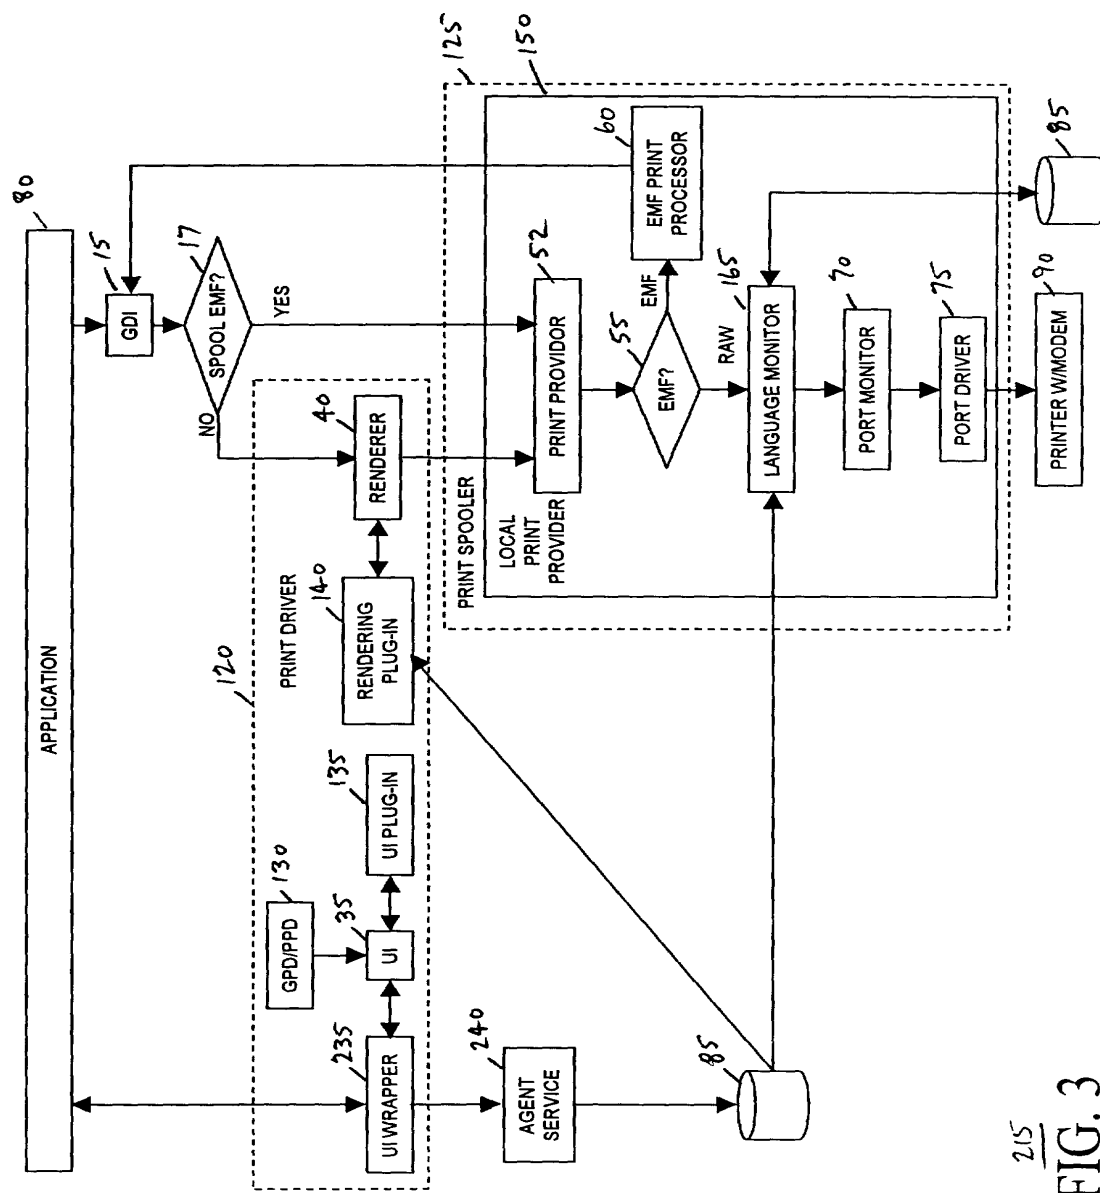 80
APPLICATION
15
GDI
17
SPOOL EMF?
NO
YES
120
PRINT DRIVER
130
GPD/PPD
235
UI WRAPPER
35
UI
135
UI PLUG-IN
140
RENDERING
PLUG-IN
40
RENDERER
240
AGENT
SERVICE
85
125
150
PRINT SPOOLER
LOCAL
PRINT
PROVIDER
52
PRINT PROVIDOR
55
EMF?
EMF
60
EMF PRINT
PROCESSOR
RAW
165
LANGUAGE MONITOR
70
PORT MONITOR
75
PORT DRIVER
85
90
PRINTER W/MODEM
215
FIG. 3